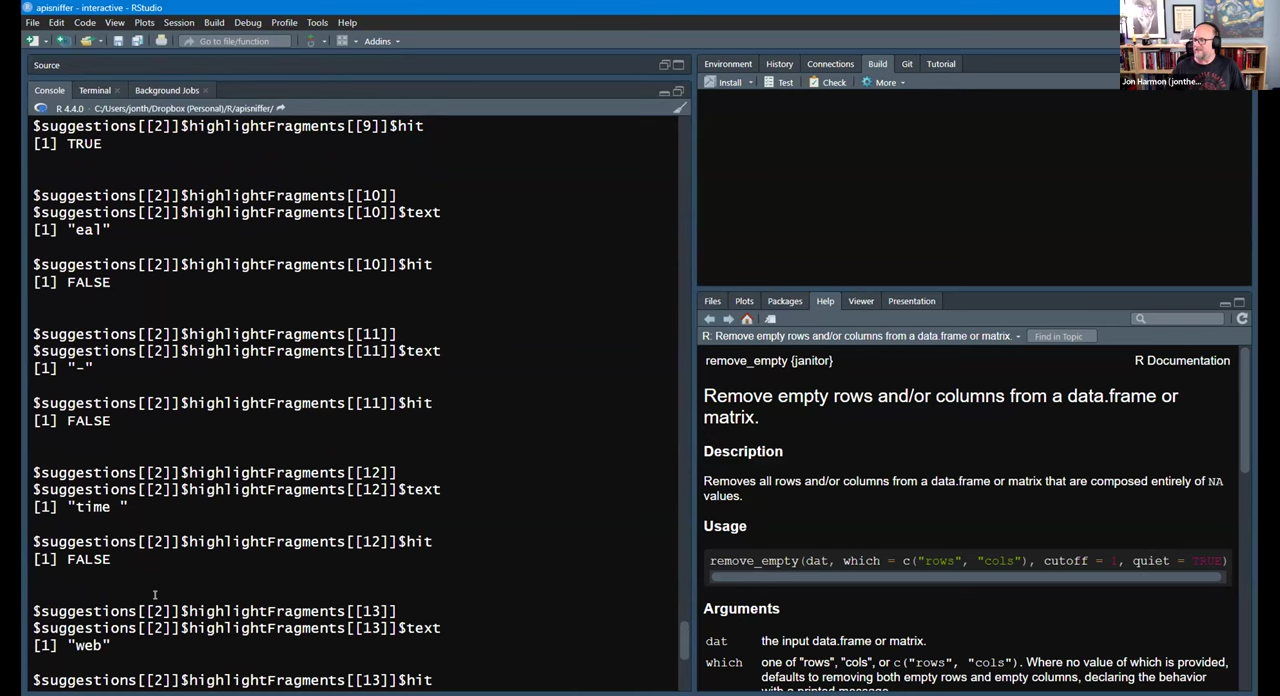 apisniffer - interactive - RStudio
File Edit Code View Plots Session Build Debug Profile Tools Help
Go to file/function Addins
Jon Harmon (jonthe...
Source
Console Terminal Background Jobs
R 4.4.0 · C:/Users/jonth/Dropbox (Personal)/R/apisniffer/
$suggestions[[2]]$highlightFragments[[9]]$hit
[1] TRUE
$suggestions[[2]]$highlightFragments[[10]]
$suggestions[[2]]$highlightFragments[[10]]$text
[1] "eal"
$suggestions[[2]]$highlightFragments[[10]]$hit
[1] FALSE
$suggestions[[2]]$highlightFragments[[11]]
$suggestions[[2]]$highlightFragments[[11]]$text
[1] "-"
$suggestions[[2]]$highlightFragments[[11]]$hit
[1] FALSE
$suggestions[[2]]$highlightFragments[[12]]
$suggestions[[2]]$highlightFragments[[12]]$text
[1] "time "
$suggestions[[2]]$highlightFragments[[12]]$hit
[1] FALSE
$suggestions[[2]]$highlightFragments[[13]]
$suggestions[[2]]$highlightFragments[[13]]$text
[1] "web"
$suggestions[[2]]$highlightFragments[[13]]$hit
Environment History Connections Build Git Tutorial
Install Test Check More
Files Plots Packages Help Viewer Presentation
R: Remove empty rows and/or columns from a data.frame or matrix. Find in Topic
remove_empty {janitor} R Documentation
Remove empty rows and/or columns from a data.frame or
matrix.
Description
Removes all rows and/or columns from a data.frame or matrix that are composed entirely of NA
values.
Usage
remove_empty(dat, which = c("rows", "cols"), cutoff = 1, quiet = TRUE)
Arguments
dat the input data.frame or matrix.
which one of "rows", "cols", or c("rows", "cols"). Where no value of which is provided,
defaults to removing both empty rows and empty columns, declaring the behavior
with a printed message.